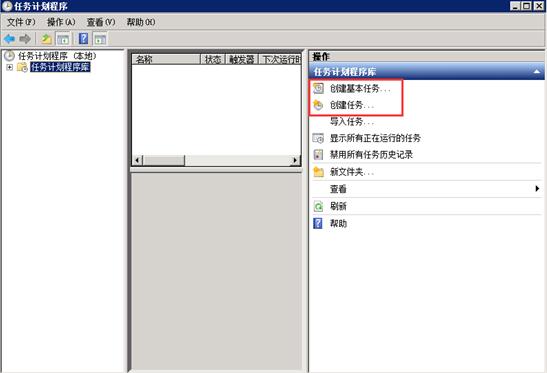 任务计划程序
文件(F) 操作(A) 查看(V) 帮助(H)
任务计划程序 (本地)
任务计划程序库
名称 状态 触发器 下次运行时
操作
任务计划程序库
创建基本任务...
创建任务...
导入任务...
显示所有正在运行的任务
禁用所有任务历史记录
新文件夹...
查看
刷新
帮助